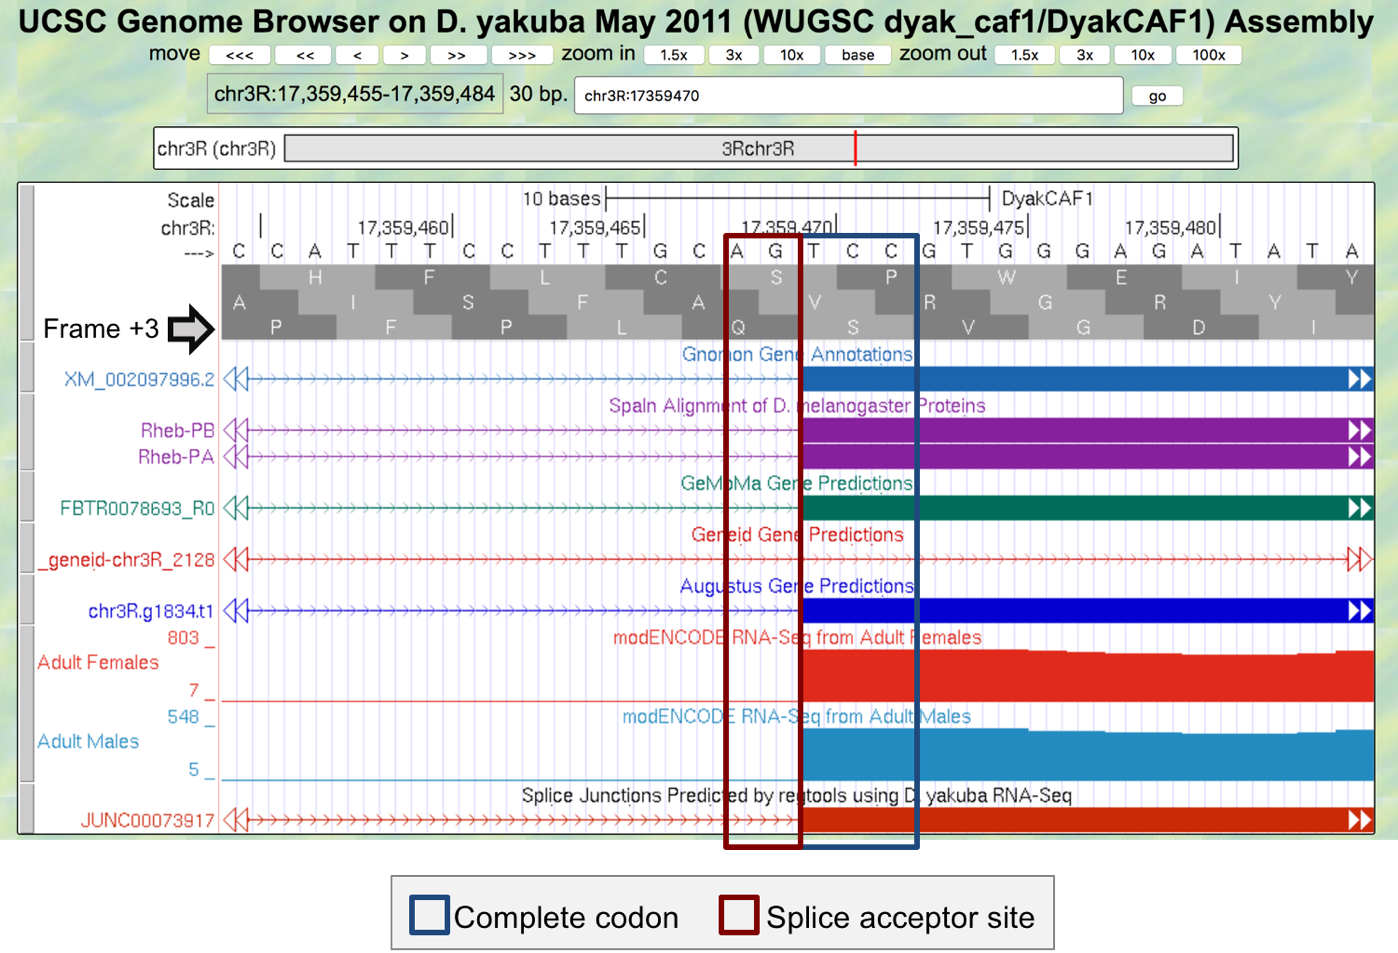 UCSC Genome Browser on D. yakuba May 2011 (WUGSC dyak_caf1/DyakCAF1) Assembly
move <<< << < > >> >>> zoom in 1.5x 3x 10x base zoom out 1.5x 3x 10x 100x
chr3R:17,359,455-17,359,484 30 bp. chr3R:17359470 go
chr3R (chr3R) 3Rchr3R
Scale 10 bases DyakCAF1
chr3R: 17,359,460 17,359,465 17,359,470 17,359,475 17,359,480
---> C C A T T T C C T T T G C A G T C C G T G G G A G A T A T A
H F L C S P W E I Y
A I S F A V R G R Y
Frame +3 P F P L Q S V G D I
Gnomon Gene Annotations
XM_002097996.2
Spaln Alignment of D. melanogaster Proteins
Rheb-PB
Rheb-PA
GeMoMa Gene Predictions
FBTR0078693_R0
Geneid Gene Predictions
_geneid-chr3R_2128
Augustus Gene Predictions
chr3R.g1834.t1
803 _ modENCODE RNA-Seq from Adult Females
Adult Females
7 _
548 _ modENCODE RNA-Seq from Adult Males
Adult Males
5 _
Splice Junctions Predicted by regtools using D. yakuba RNA-Seq
JUNC00073917
Complete codon Splice acceptor site